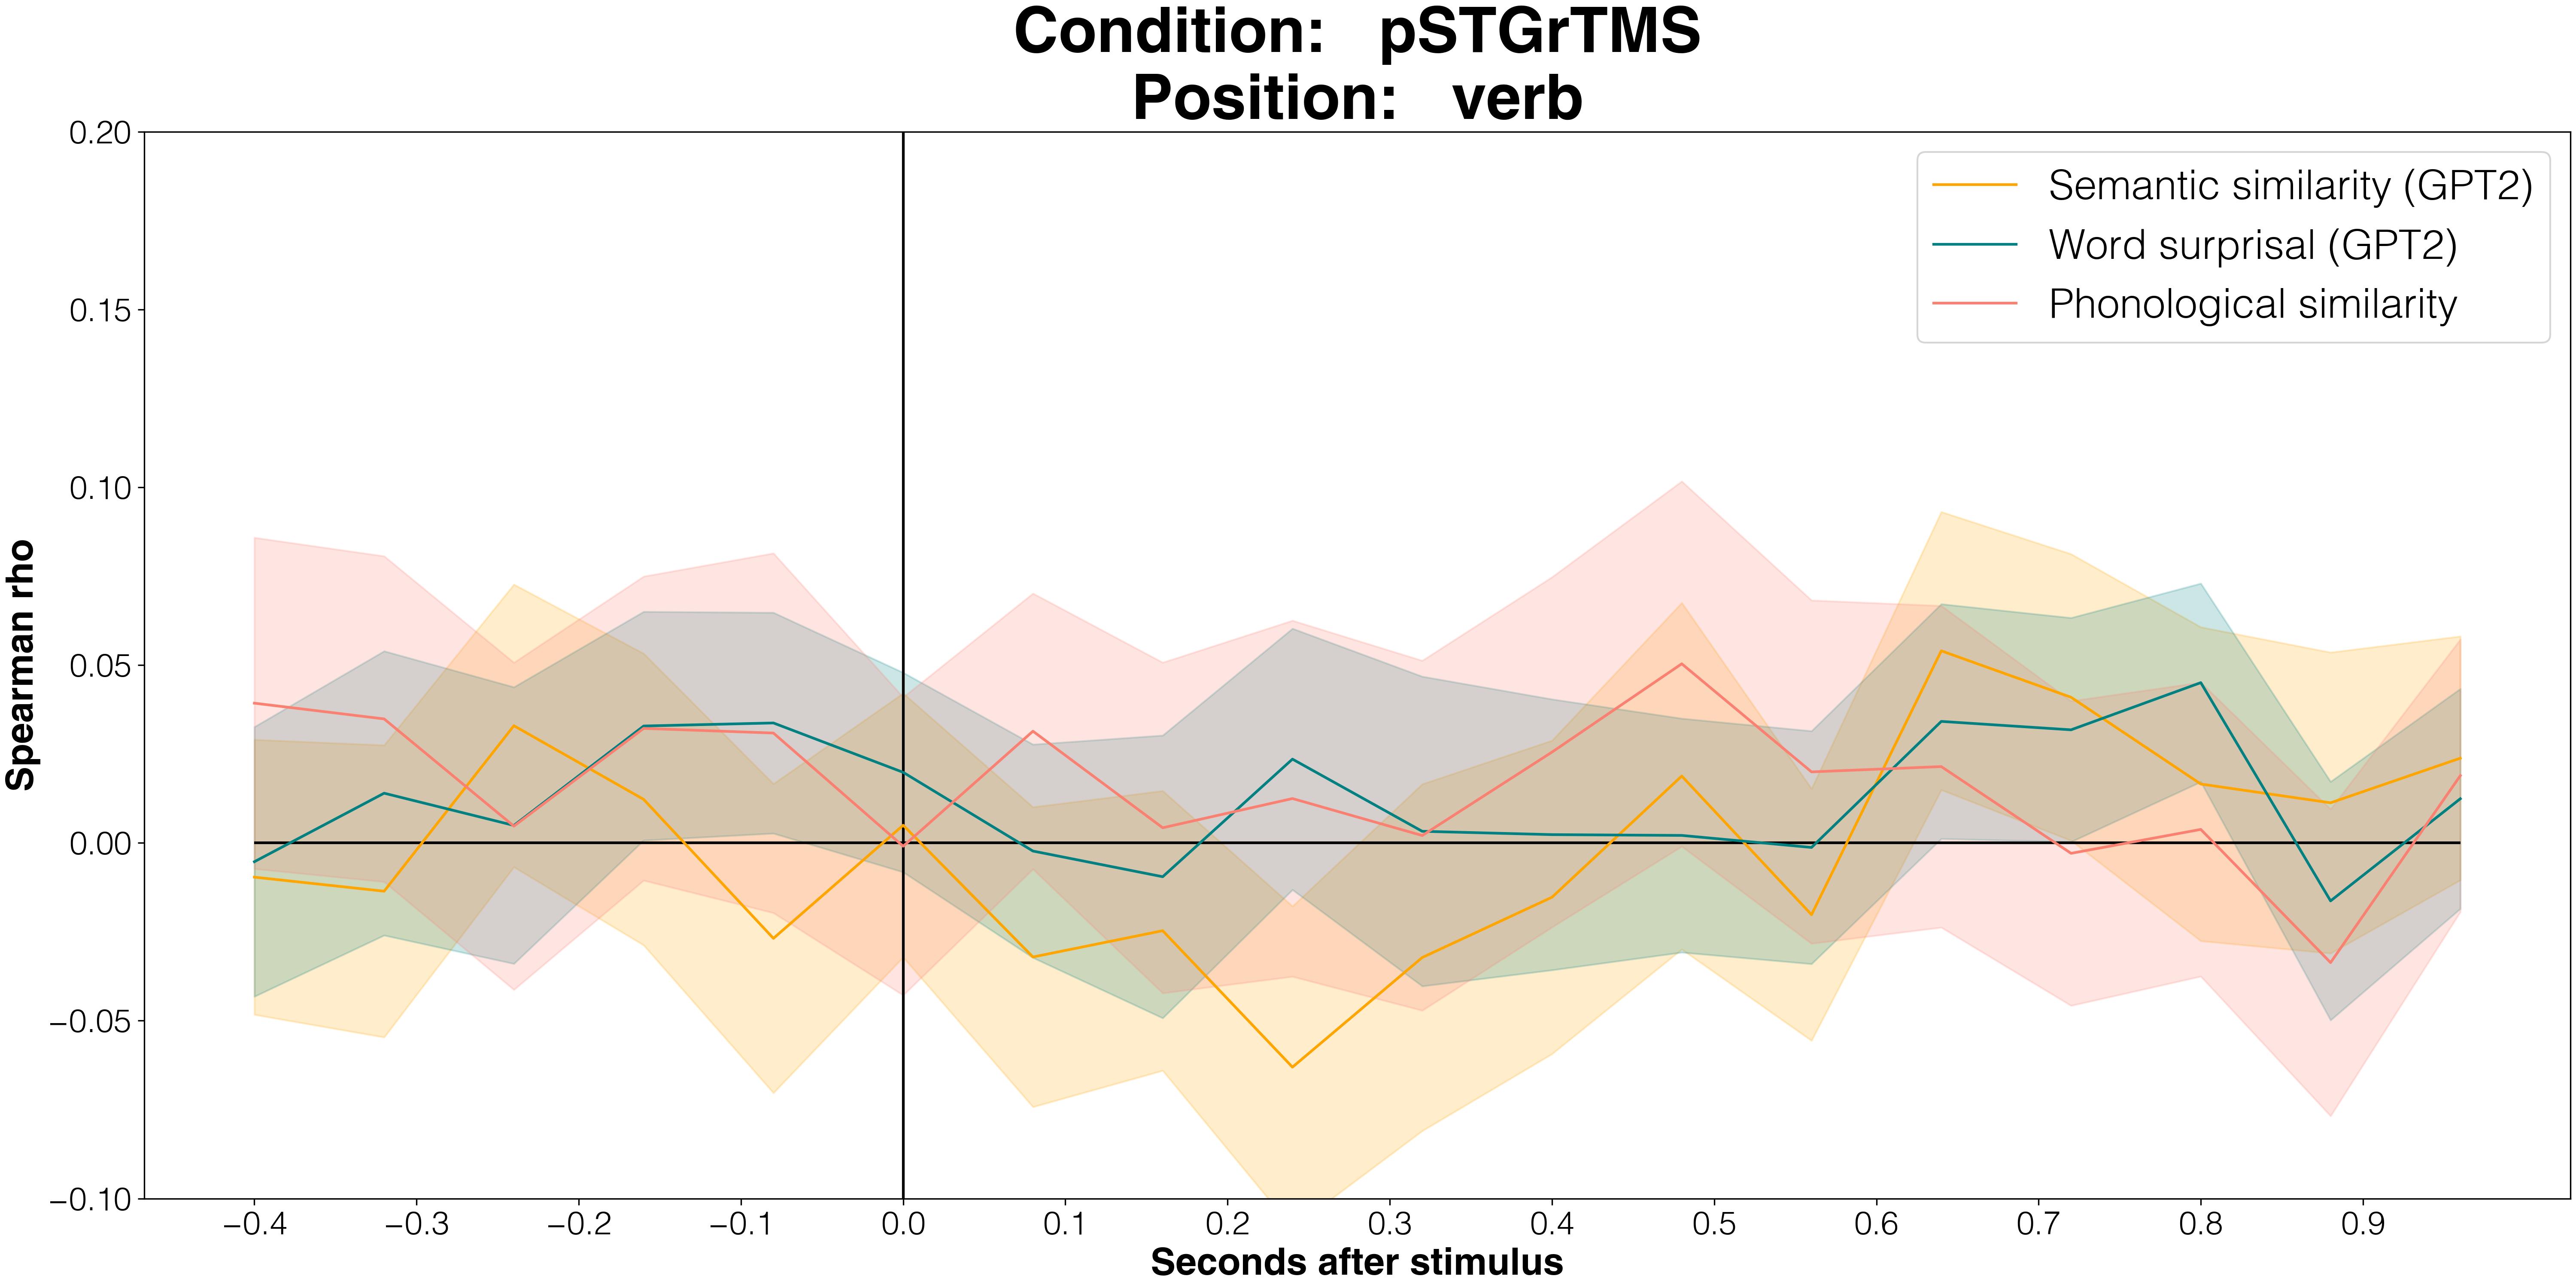 Condition: pSTGrTMS
Position: verb
Semantic similarity (GPT2)
Word surprisal (GPT2)
Phonological similarity
Spearman rho
0.20
0.15
0.10
0.05
0.00
−0.05
−0.10
−0.4 −0.3 −0.2 −0.1 0.0 0.1 0.2 0.3 0.4 0.5 0.6 0.7 0.8 0.9
Seconds after stimulus